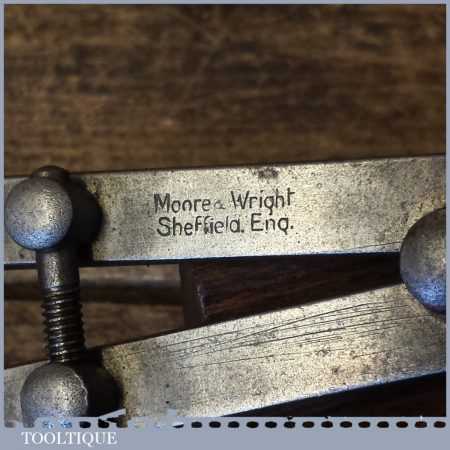 Moore & Wright
Sheffield. Eng.
TOOLTIQUE